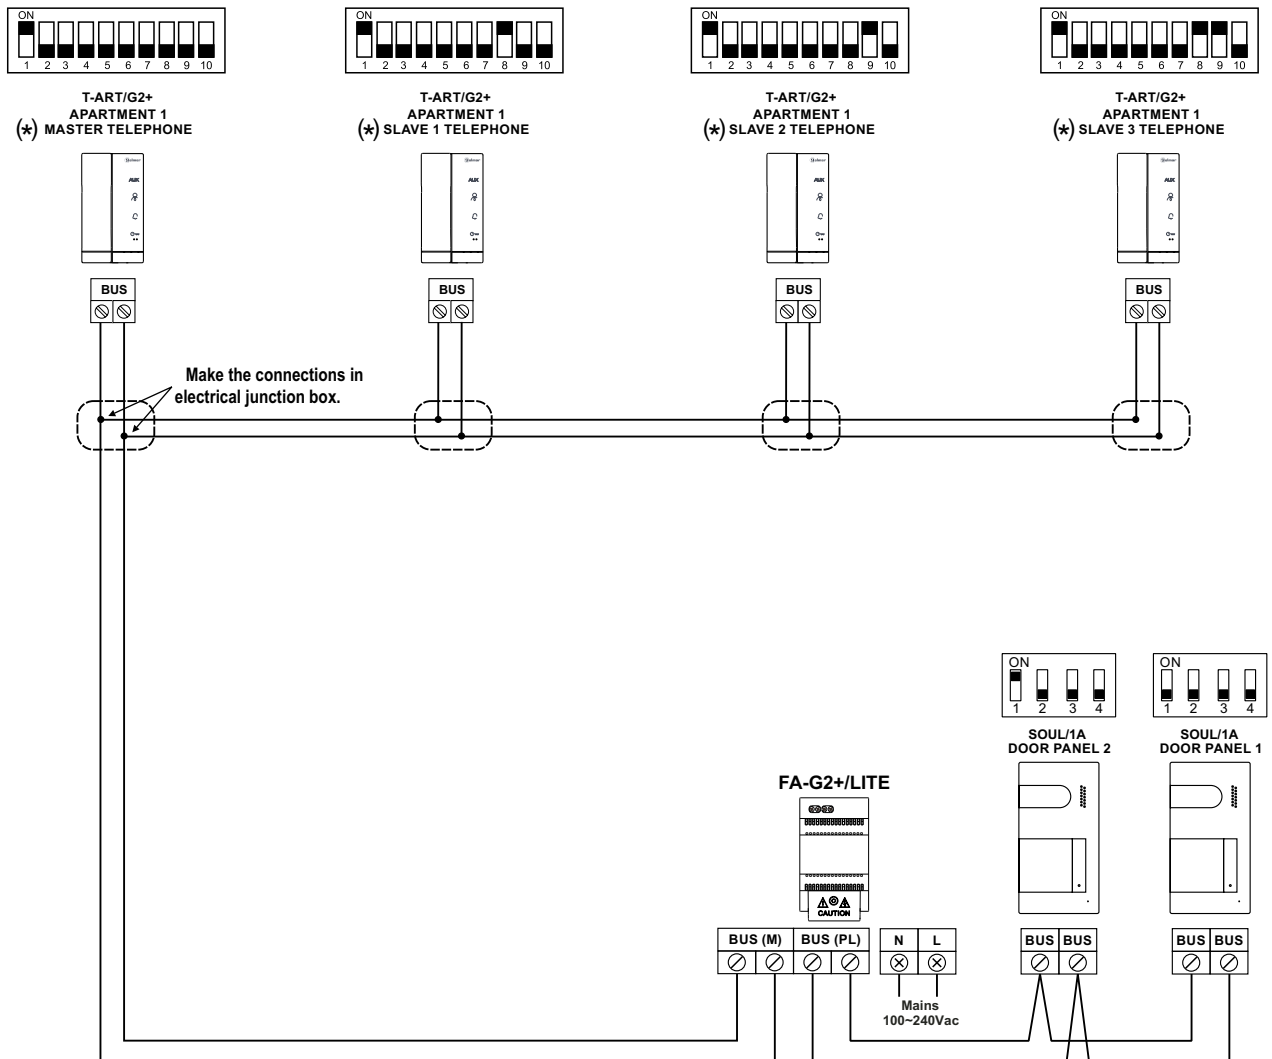 ON
1 2 3 4 5 6 7 8 9 10
T-ART/G2+
APARTMENT 1
(*) MASTER TELEPHONE
AUX
BUS
ON
1 2 3 4 5 6 7 8 9 10
T-ART/G2+
APARTMENT 1
(*) SLAVE 1 TELEPHONE
AUX
BUS
ON
1 2 3 4 5 6 7 8 9 10
T-ART/G2+
APARTMENT 1
(*) SLAVE 2 TELEPHONE
AUX
BUS
ON
1 2 3 4 5 6 7 8 9 10
T-ART/G2+
APARTMENT 1
(*) SLAVE 3 TELEPHONE
AUX
BUS
Make the connections in
electrical junction box.
FA-G2+/LITE
CAUTION
BUS (M) BUS (PL) N L
Mains
100~240Vac
ON
1 2 3 4
SOUL/1A
DOOR PANEL 2
BUS BUS
ON
1 2 3 4
SOUL/1A
DOOR PANEL 1
BUS BUS